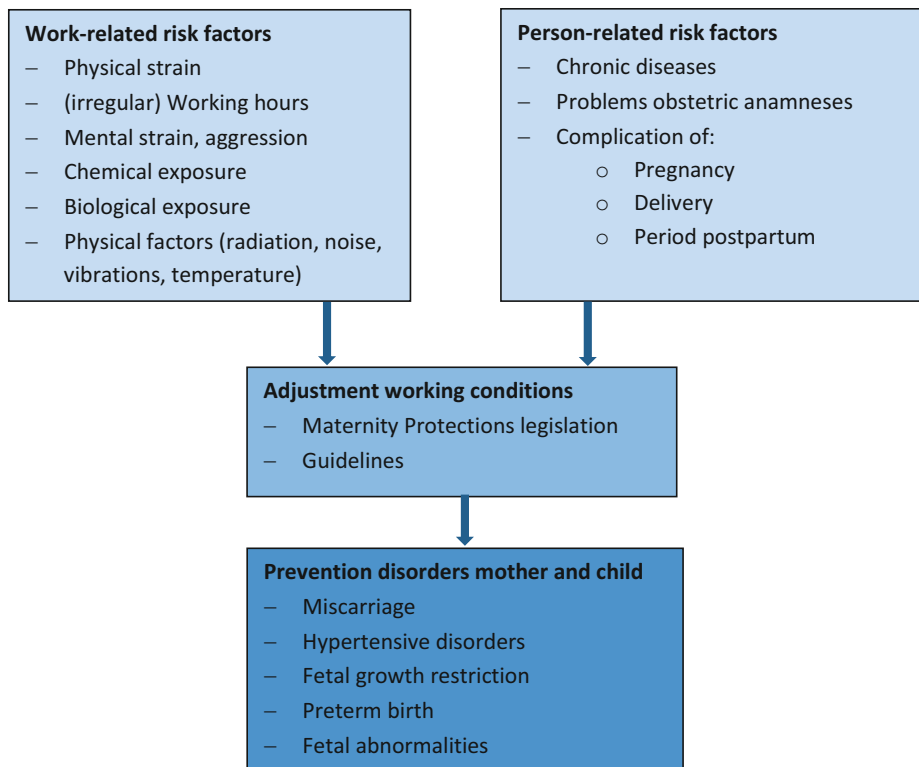 Work-related risk factors
– Physical strain
– (irregular) Working hours
– Mental strain, aggression
– Chemical exposure
– Biological exposure
– Physical factors (radiation, noise,
vibrations, temperature)
Person-related risk factors
– Chronic diseases
– Problems obstetric anamneses
– Complication of:
o Pregnancy
o Delivery
o Period postpartum
Adjustment working conditions
– Maternity Protections legislation
– Guidelines
Prevention disorders mother and child
– Miscarriage
– Hypertensive disorders
– Fetal growth restriction
– Preterm birth
– Fetal abnormalities